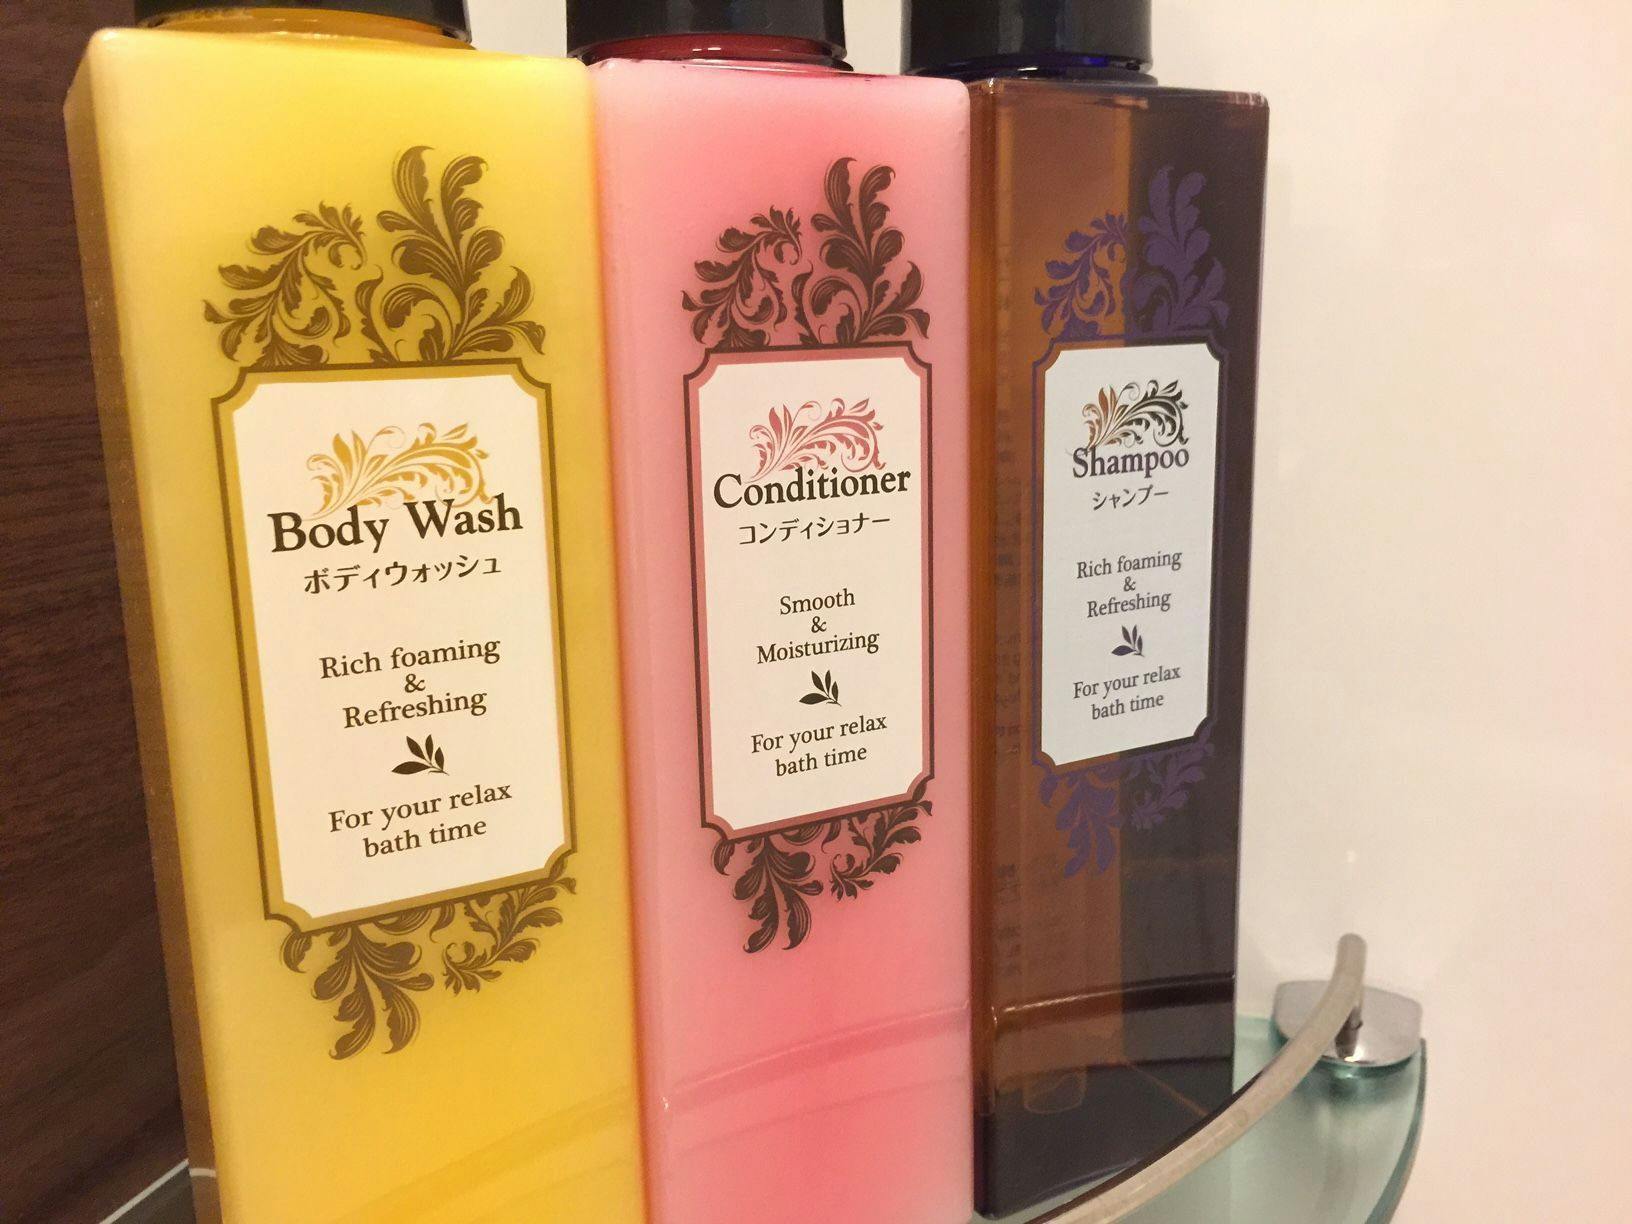 Body Wash
ボディウォッシュ
Rich foaming
&
Refreshing
For your relax
bath time
Conditioner
コンディショナー
Smooth
&
Moisturizing
For your relax
bath time
Shampoo
シャンプー
Rich foaming
&
Refreshing
For your relax
bath time